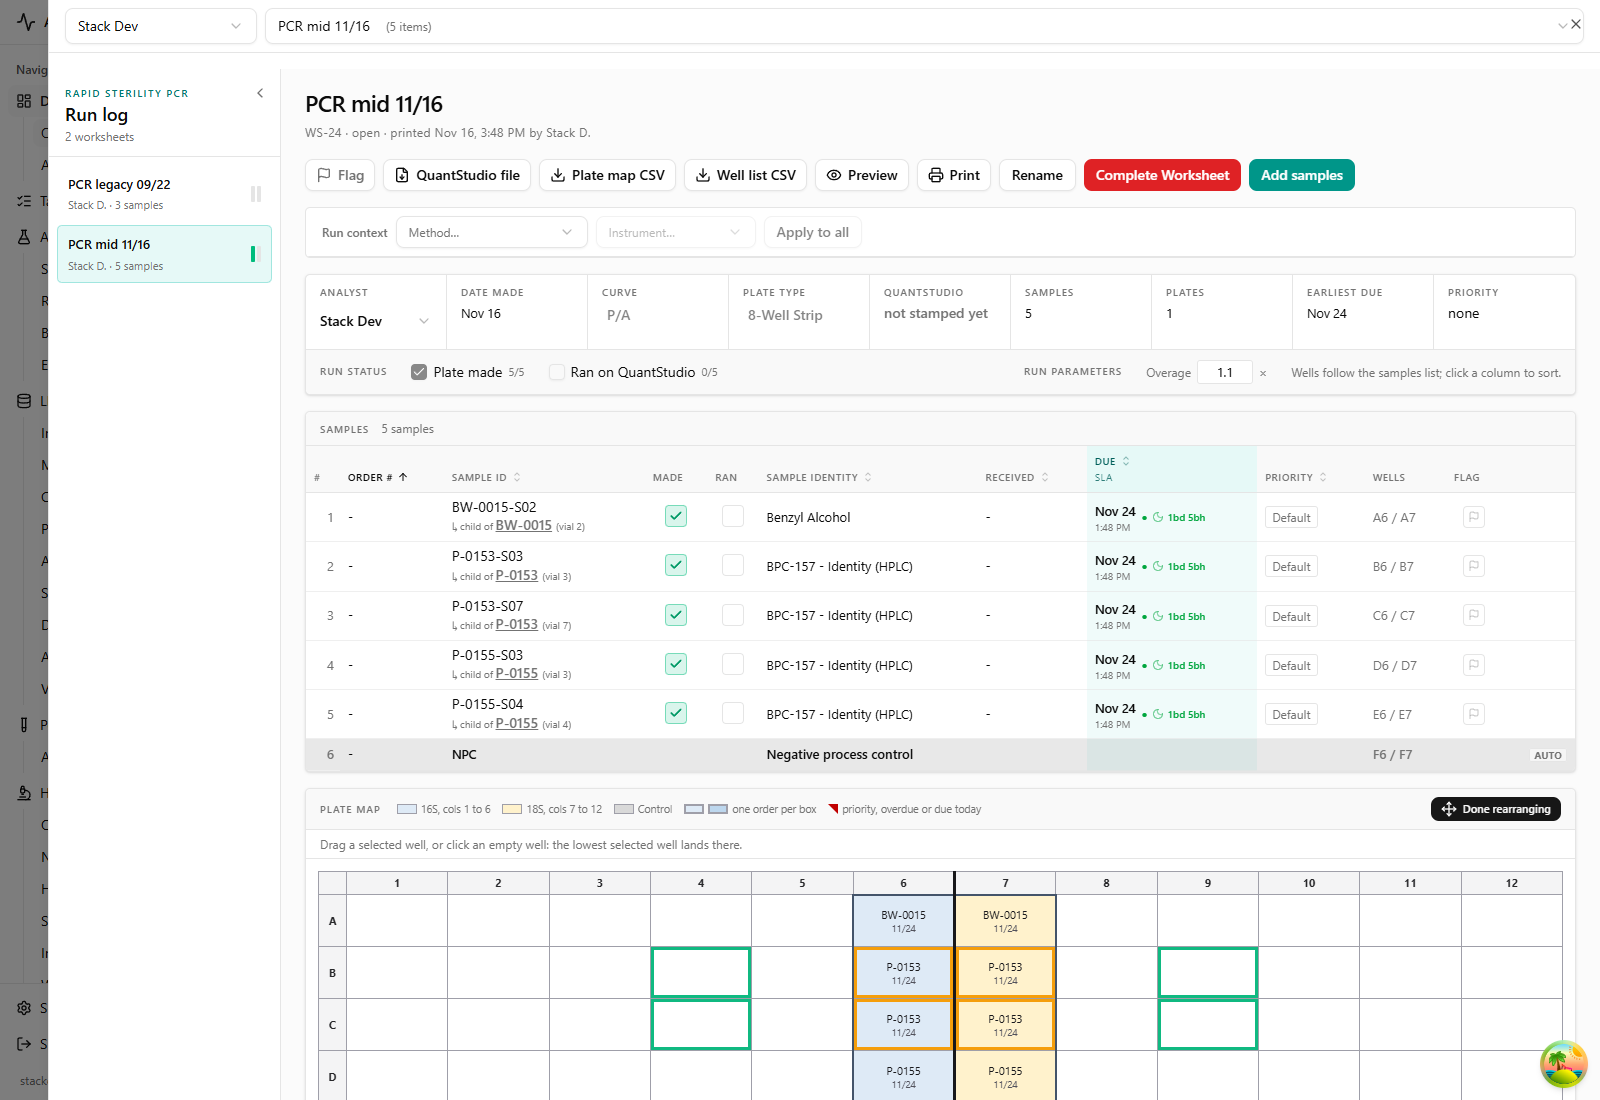 Stack Dev
PCR mid 11/16 (5 items)
Navig
RAPID STERILITY PCR
Run log
2 worksheets
PCR legacy 09/22
Stack D. · 3 samples
PCR mid 11/16
Stack D. · 5 samples
stack
PCR mid 11/16
WS-24 · open · printed Nov 16, 3:48 PM by Stack D.
Flag
QuantStudio file
Plate map CSV
Well list CSV
Preview
Print
Rename
Complete Worksheet
Add samples
Run context
Method...
Instrument...
Apply to all
ANALYST
Stack Dev
DATE MADE
Nov 16
CURVE
P/A
PLATE TYPE
8-Well Strip
QUANTSTUDIO
not stamped yet
SAMPLES
5
PLATES
1
EARLIEST DUE
Nov 24
PRIORITY
none
RUN STATUS Plate made 5/5 Ran on QuantStudio 0/5
RUN PARAMETERS Overage 1.1 × Wells follow the samples list; click a column to sort.
SAMPLES 5 samples
# ORDER # SAMPLE ID MADE RAN SAMPLE IDENTITY RECEIVED DUE SLA PRIORITY WELLS FLAG
1 - BW-0015-S02 Benzyl Alcohol - Nov 24 1bd 5bh Default A6 / A7
↳ child of BW-0015 (vial 2) 1:48 PM
2 - P-0153-S03 BPC-157 - Identity (HPLC) - Nov 24 1bd 5bh Default B6 / B7
↳ child of P-0153 (vial 3) 1:48 PM
3 - P-0153-S07 BPC-157 - Identity (HPLC) - Nov 24 1bd 5bh Default C6 / C7
↳ child of P-0153 (vial 7) 1:48 PM
4 - P-0155-S03 BPC-157 - Identity (HPLC) - Nov 24 1bd 5bh Default D6 / D7
↳ child of P-0155 (vial 3) 1:48 PM
5 - P-0155-S04 BPC-157 - Identity (HPLC) - Nov 24 1bd 5bh Default E6 / E7
↳ child of P-0155 (vial 4) 1:48 PM
6 - NPC Negative process control F6 / F7 AUTO
PLATE MAP 16S, cols 1 to 6 18S, cols 7 to 12 Control one order per box priority, overdue or due today
Done rearranging
Drag a selected well, or click an empty well: the lowest selected well lands there.
1 2 3 4 5 6 7 8 9 10 11 12
A BW-0015 BW-0015
11/24 11/24
B P-0153 P-0153
11/24 11/24
C P-0153 P-0153
11/24 11/24
D P-0155 P-0155
11/24 11/24